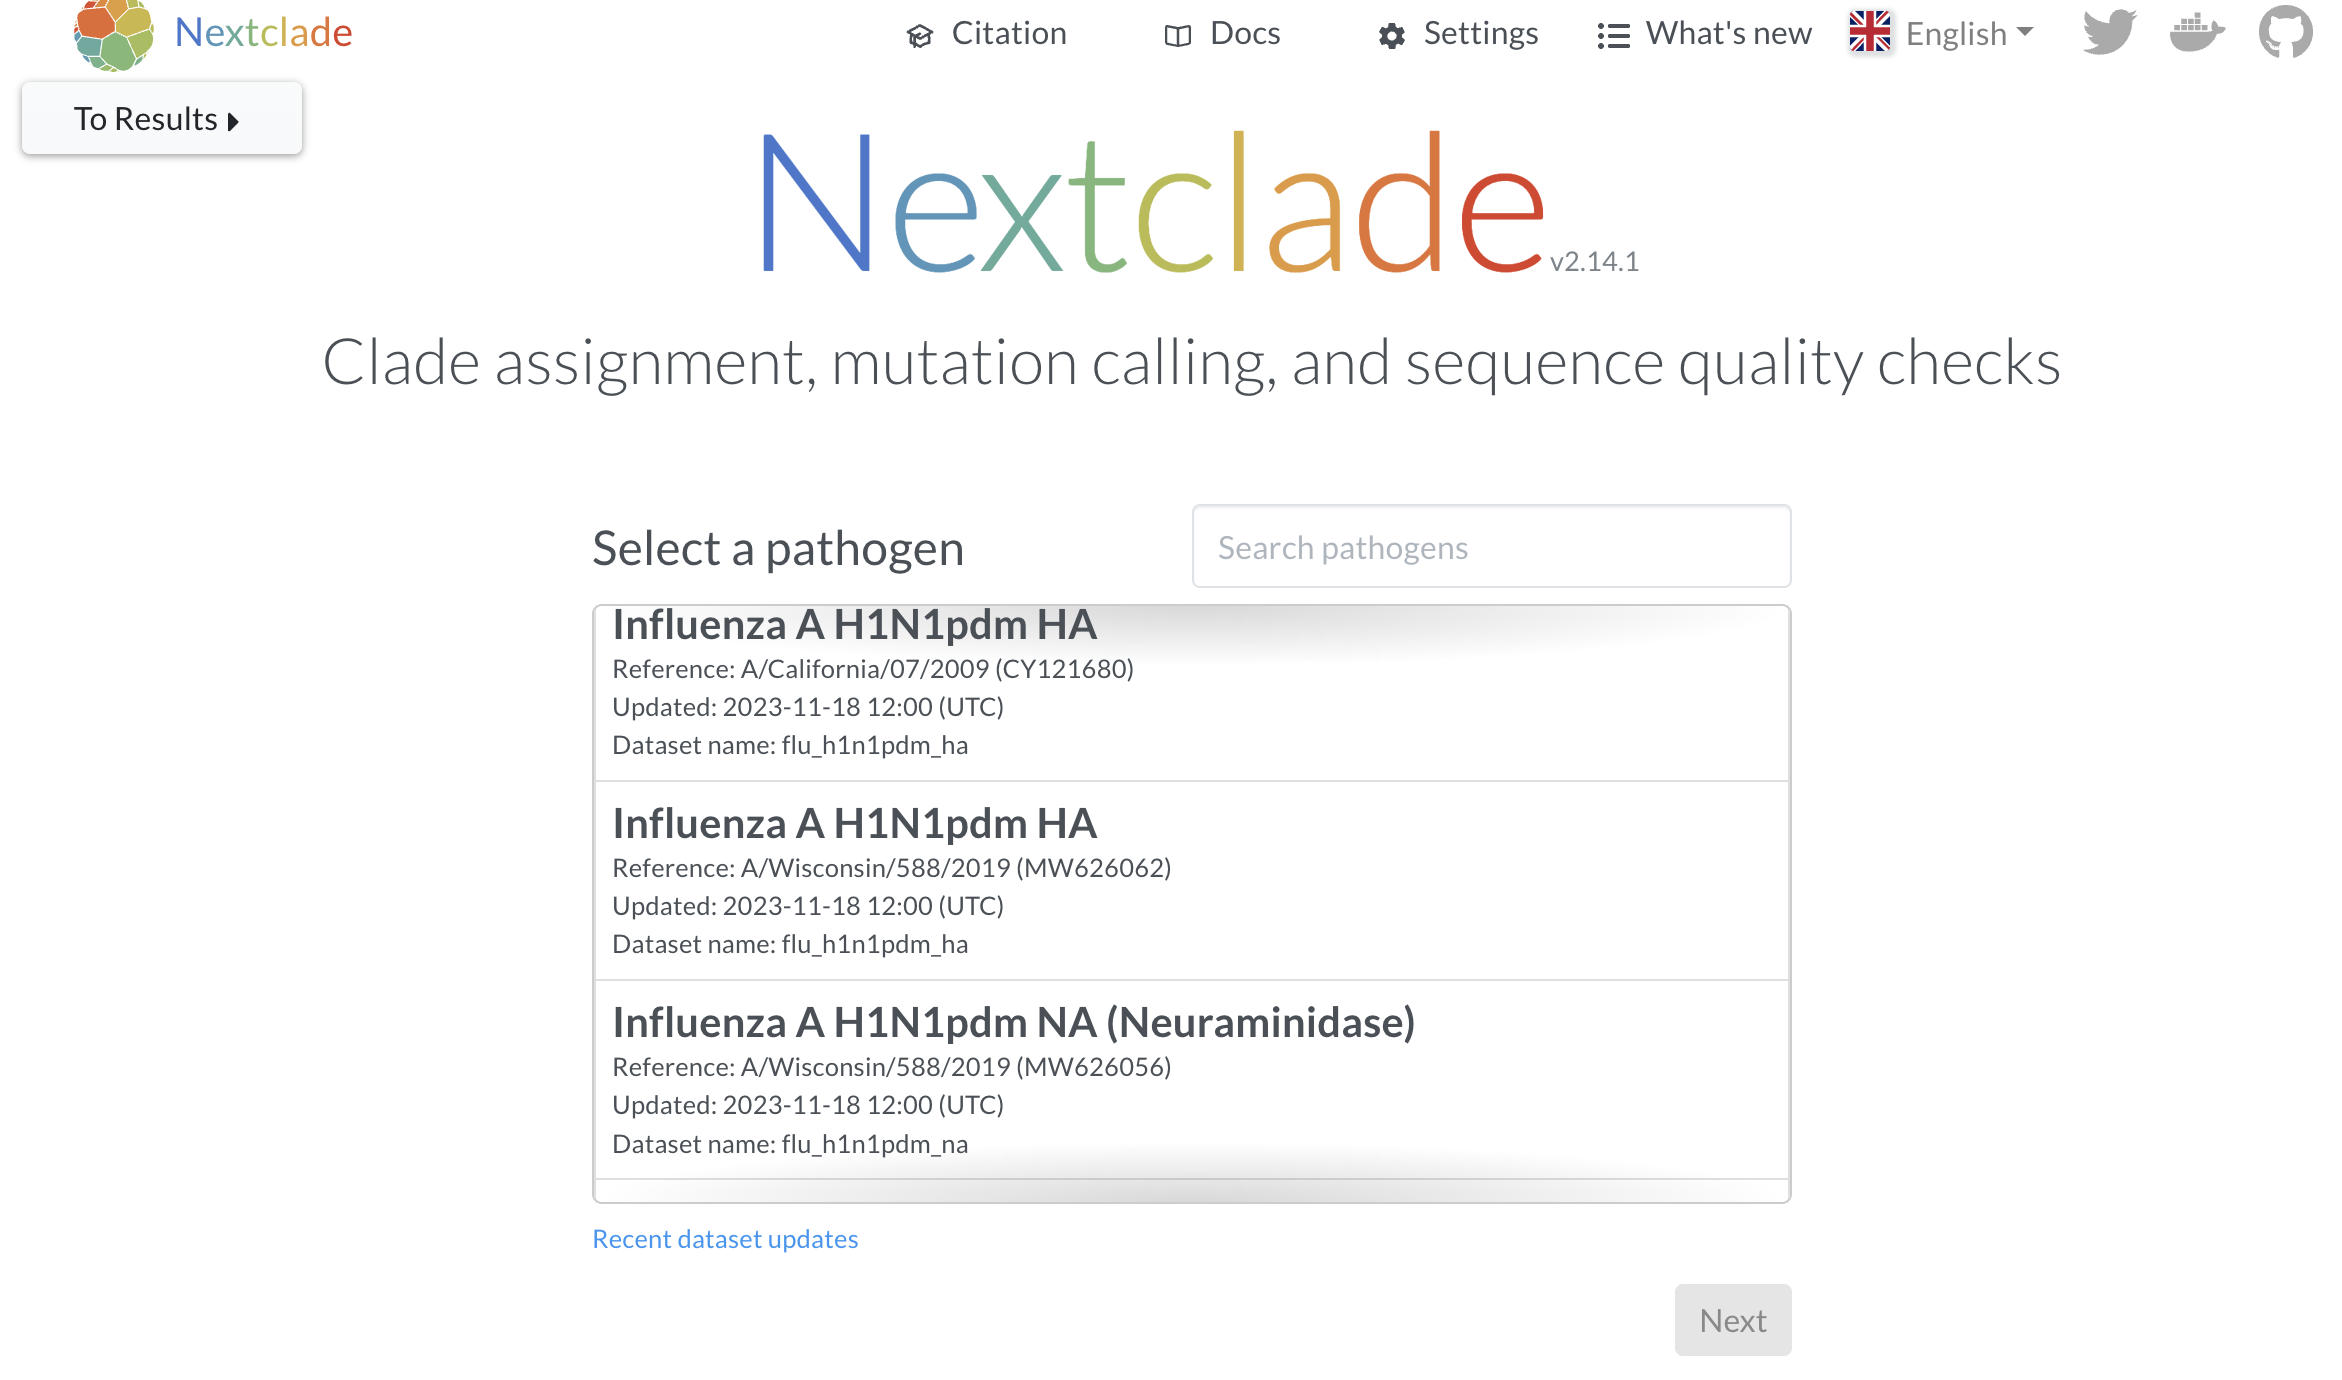 Nextclade
Citation
Docs
Settings
What's new
English
To Results
Nextclade v2.14.1
Clade assignment, mutation calling, and sequence quality checks
Select a pathogen
Search pathogens
Influenza A H1N1pdm HA
Reference: A/California/07/2009 (CY121680)
Updated: 2023-11-18 12:00 (UTC)
Dataset name: flu_h1n1pdm_ha
Influenza A H1N1pdm HA
Reference: A/Wisconsin/588/2019 (MW626062)
Updated: 2023-11-18 12:00 (UTC)
Dataset name: flu_h1n1pdm_ha
Influenza A H1N1pdm NA (Neuraminidase)
Reference: A/Wisconsin/588/2019 (MW626056)
Updated: 2023-11-18 12:00 (UTC)
Dataset name: flu_h1n1pdm_na
Recent dataset updates
Next